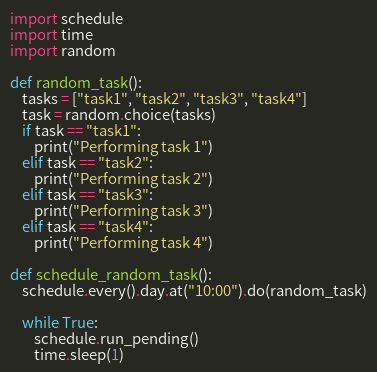 import schedule
import time
import random

def random_task():
    tasks = ["task1", "task2", "task3", "task4"]
    task = random.choice(tasks)
    if task == "task1":
        print("Performing task 1")
    elif task == "task2":
        print("Performing task 2")
    elif task == "task3":
        print("Performing task 3")
    elif task == "task4":
        print("Performing task 4")

def schedule_random_task():
    schedule.every().day.at("10:00").do(random_task)

    while True:
        schedule.run_pending()
        time.sleep(1)